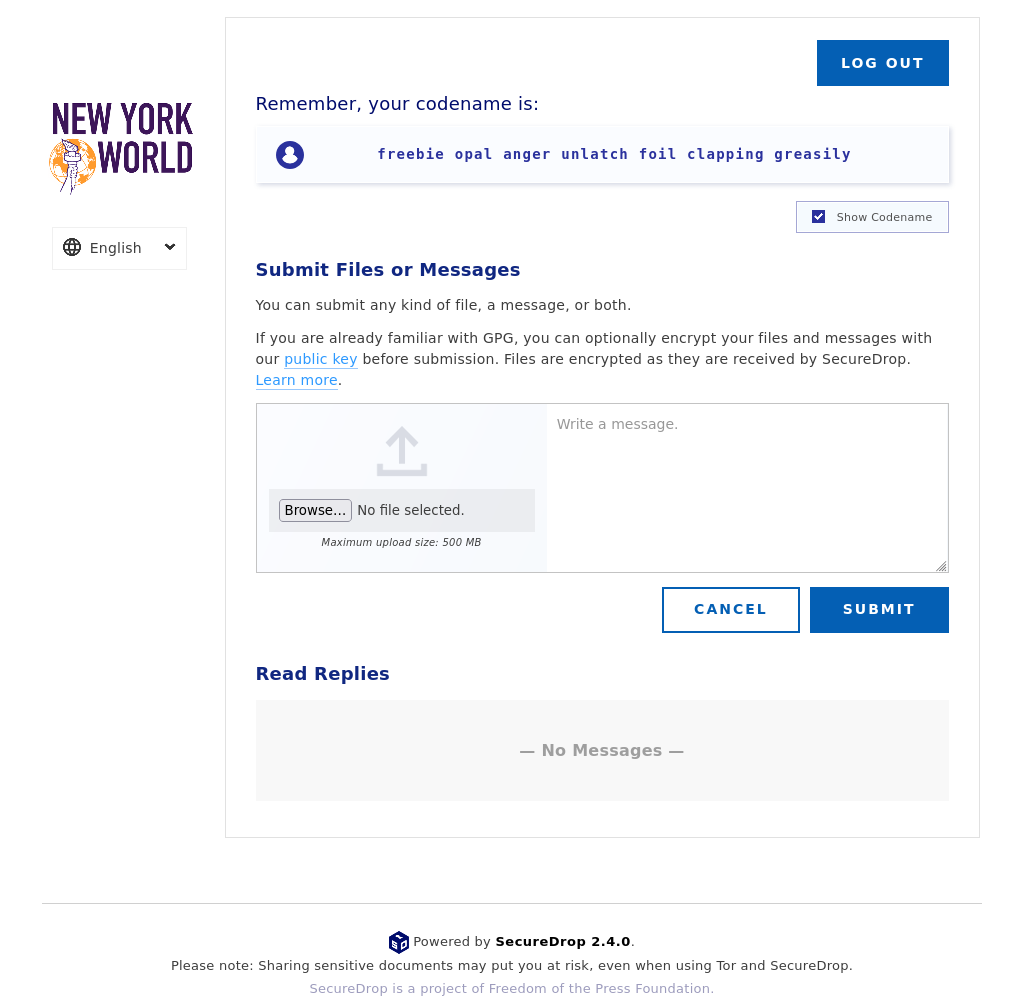 LOG OUT
NEW YORK
WORLD
English
Remember, your codename is:
freebie opal anger unlatch foil clapping greasily
Show Codename
Submit Files or Messages
You can submit any kind of file, a message, or both.
If you are already familiar with GPG, you can optionally encrypt your files and messages with
our public key before submission. Files are encrypted as they are received by SecureDrop.
Learn more.
Browse... No file selected.
Maximum upload size: 500 MB
Write a message.
CANCEL
SUBMIT
Read Replies
— No Messages —
Powered by SecureDrop 2.4.0.
Please note: Sharing sensitive documents may put you at risk, even when using Tor and SecureDrop.
SecureDrop is a project of Freedom of the Press Foundation.